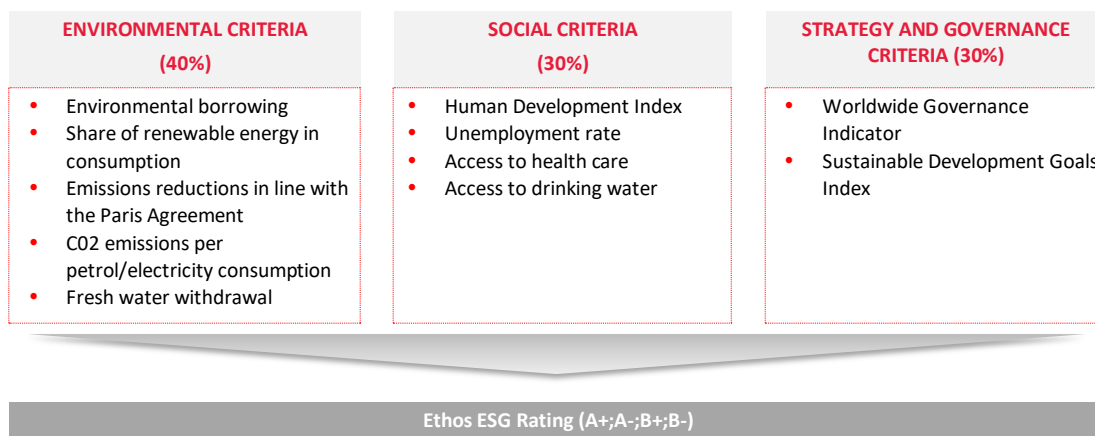 ENVIRONMENTAL CRITERIA
(40%)
• Environmental borrowing
• Share of renewable energy in
consumption
• Emissions reductions in line with
the Paris Agreement
• C02 emissions per
petrol/electricity consumption
• Fresh water withdrawal
SOCIAL CRITERIA
(30%)
• Human Development Index
• Unemployment rate
• Access to health care
• Access to drinking water
STRATEGY AND GOVERNANCE
CRITERIA (30%)
• Worldwide Governance
Indicator
• Sustainable Development Goals
Index
Ethos ESG Rating (A+;A-;B+;B-)